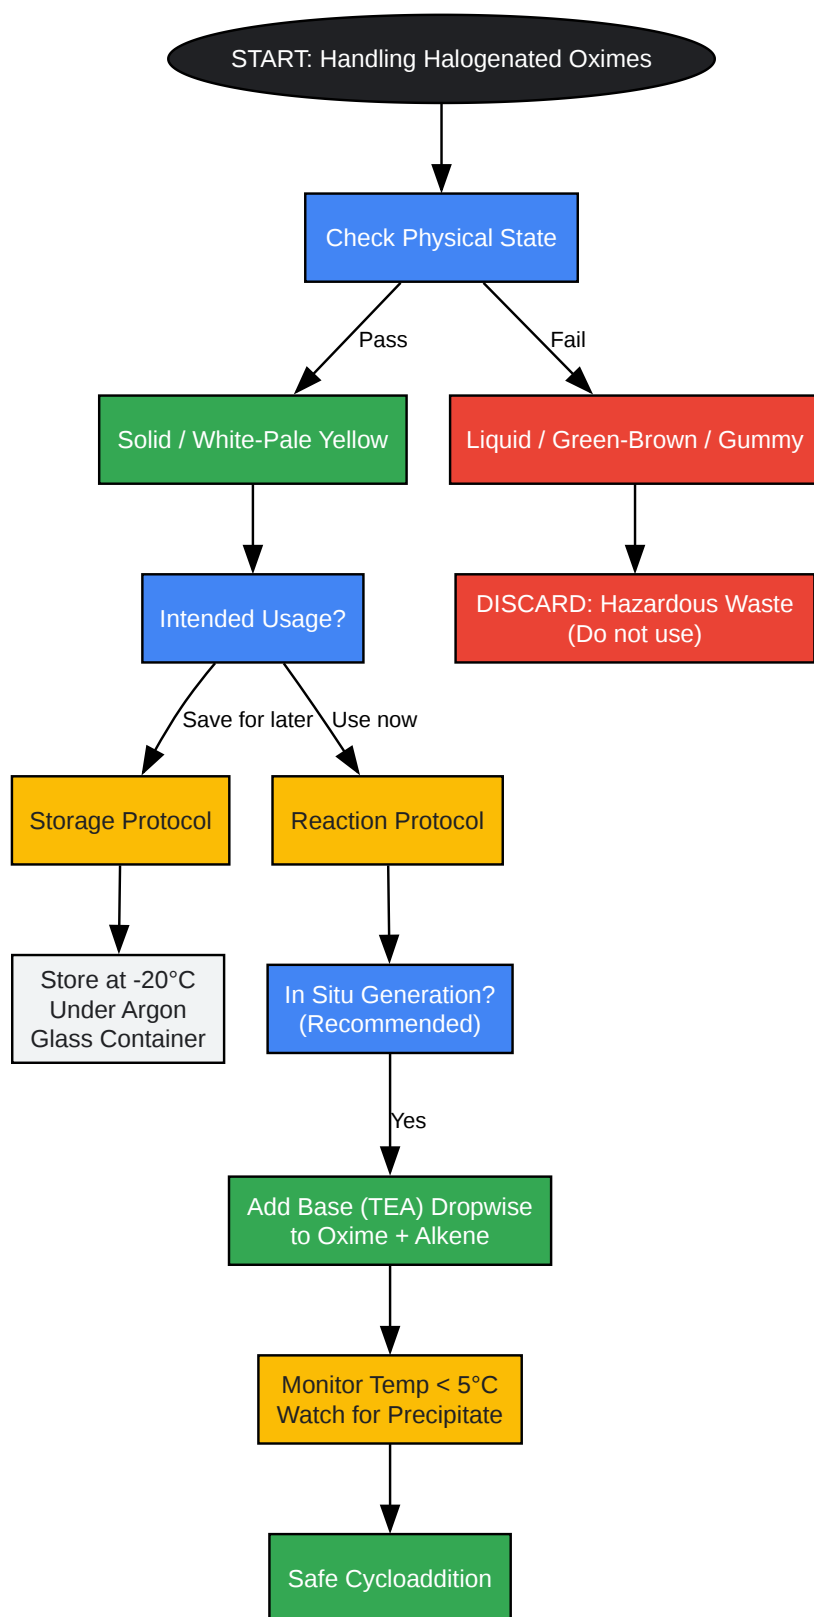 START: Handling Halogenated Oximes
Check Physical State
Pass
Fail
Solid / White-Pale Yellow
Liquid / Green-Brown / Gummy
Intended Usage?
DISCARD: Hazardous Waste
(Do not use)
Save for later
Use now
Storage Protocol
Reaction Protocol
Store at -20°C
Under Argon
Glass Container
In Situ Generation?
(Recommended)
Yes
Add Base (TEA) Dropwise
to Oxime + Alkene
Monitor Temp < 5°C
Watch for Precipitate
Safe Cycloaddition